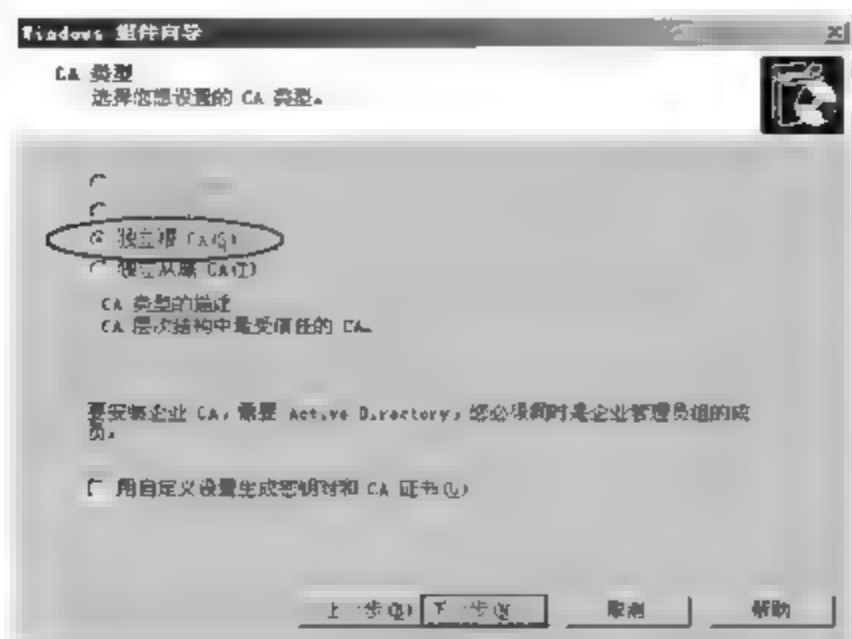 Windows 组件向导
CA 类型
选择您想设置的 CA 类型。
独立根 CA(S)
独立从属 CA(T)
CA 类型的描述
CA 层次结构中最受信任的 CA。
要安装企业 CA，需要 Active Directory，您必须同时是企业管理员组的成
员。
用自定义设置生成密钥对和 CA 证书(U)
上一步(B) 下一步(N) 取消 帮助